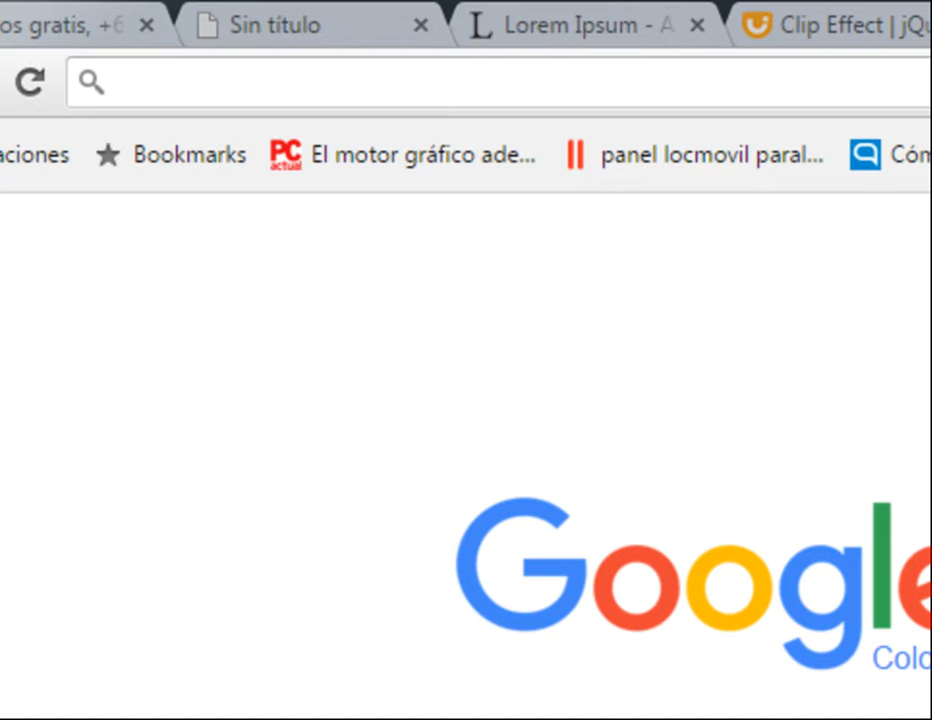 os gratis, +6 Sin título Lorem Ipsum - A Clip Effect | jQu
aciones Bookmarks PC actual El motor gráfico ade... panel locmovil paral... Cóm
Google
Colo